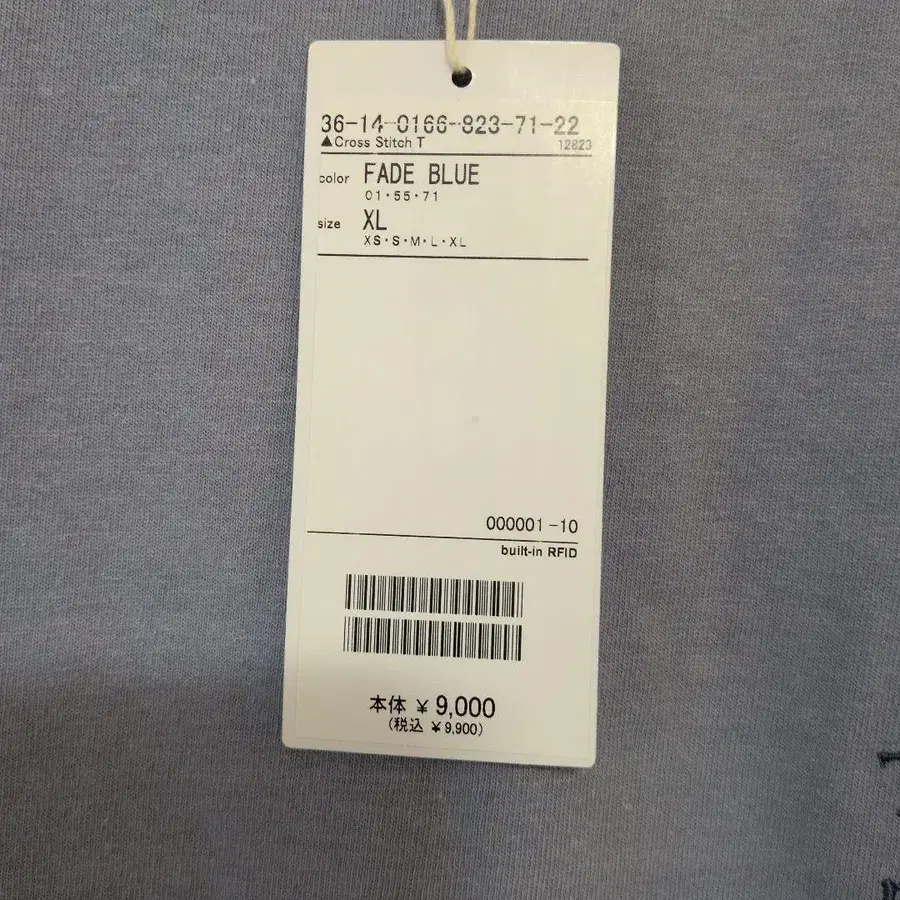 36-14-0166-823-71-22
▲Cross Stitch T 12823
color FADE BLUE
01・55・71
size XL
XS・S・M・L・XL
000001-10
built-in RFID
本体 ¥9,000
(税込 ¥9,900)